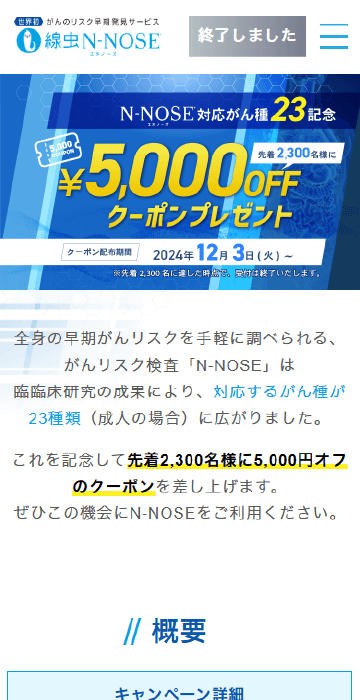 世界初 がんのリスク早期発見サービス
線虫N-NOSE
エヌノーズ
終了しました
N-NOSE対応がん種23記念
エヌノーズ
5,000
COUPON
先着2,300名様に
¥5,000OFF
クーポンプレゼント
クーポン配布期間 2024年12月3日(火)～
※先着 2,300 名に達した時点で、受付は終了いたします。
全身の早期がんリスクを手軽に調べられる、
がんリスク検査「N-NOSE」は
臨臨床研究の成果により、対応するがん種が
23種類（成人の場合）に広がりました。
これを記念して先着2,300名様に5,000円オフ
のクーポンを差し上げます。
ぜひこの機会にN-NOSEをご利用ください。
// 概要
キャンペーン詳細